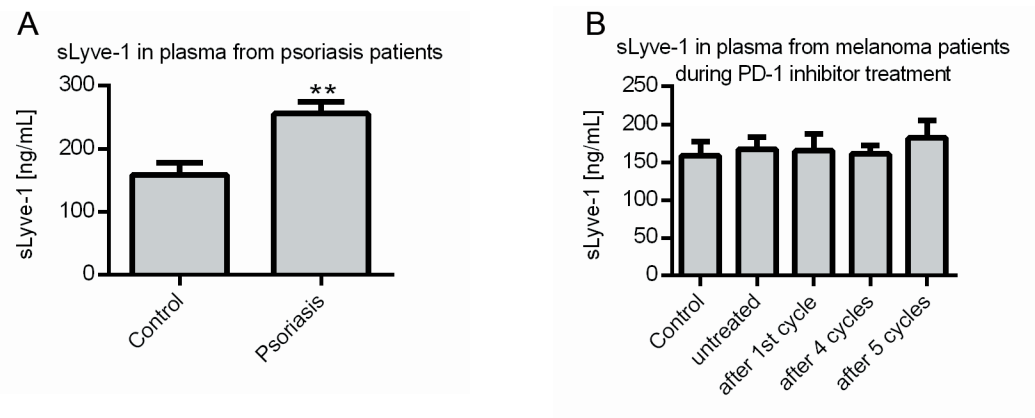 A
sLyve-1 in plasma from psoriasis patients
sLyve-1 [ng/mL]
300
200
100
0
**
Control
Psoriasis
B
sLyve-1 in plasma from melanoma patients
during PD-1 inhibitor treatment
sLyve-1 [ng/mL]
250
200
150
100
50
0
Control
untreated
after 1st cycle
after 4 cycles
after 5 cycles